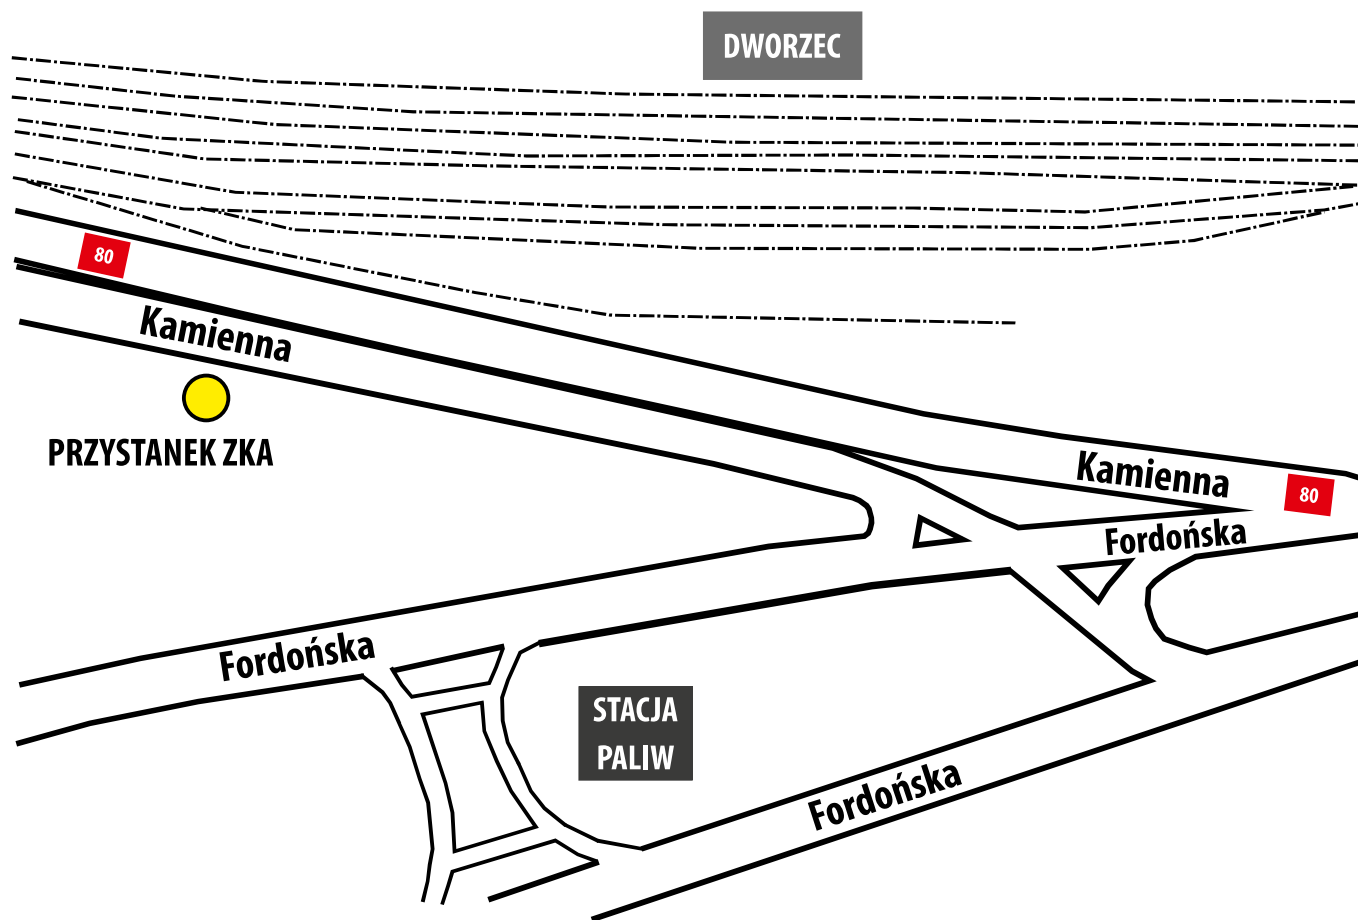 DWORZEC
80
Kamienna
PRZYSTANEK ZKA
Kamienna
80
Fordońska
Fordońska
STACJA
PALIW
Fordońska